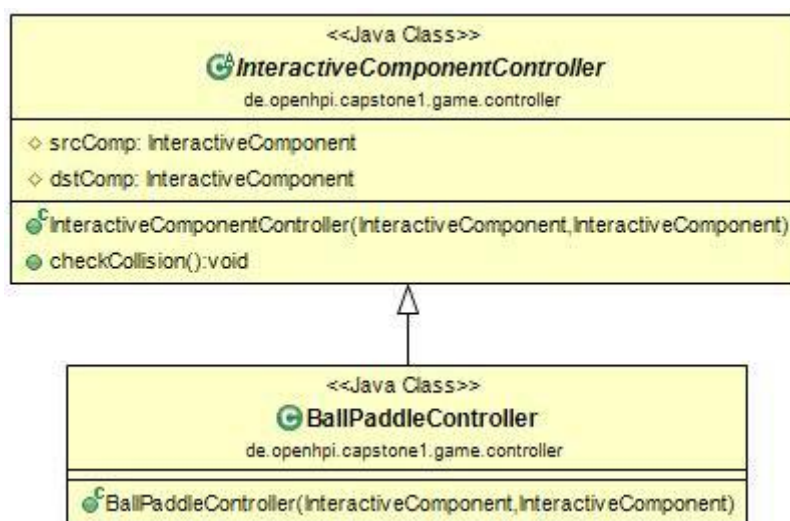 <<Java Class>>
InteractiveComponentController
de.openhpi.capstone1.game.controller
srcComp: InteractiveComponent
dstComp: InteractiveComponent
InteractiveComponentController(InteractiveComponent,InteractiveComponent)
checkCollision():void
<<Java Class>>
BallPaddleController
de.openhpi.capstone1.game.controller
BallPaddleController(InteractiveComponent,InteractiveComponent)